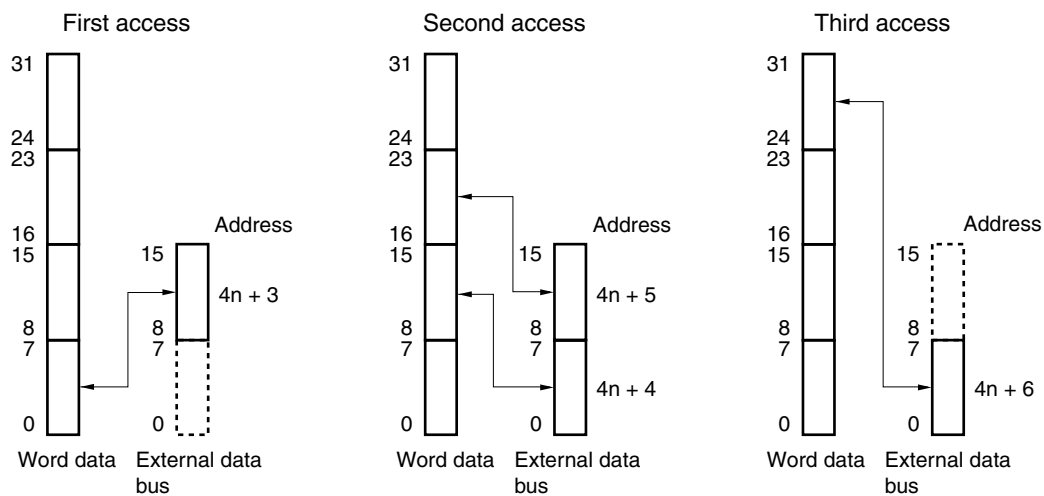 First access
31
24
23
16
15
8
7
0
Word data
Address
15
4n + 3
8
7
0
External data
bus
Second access
31
24
23
16
15
8
7
0
Word data
Address
15
4n + 5
8
7
4n + 4
0
External data
bus
Third access
31
24
23
16
15
8
7
0
Word data
Address
15
8
7
4n + 6
0
External data
bus